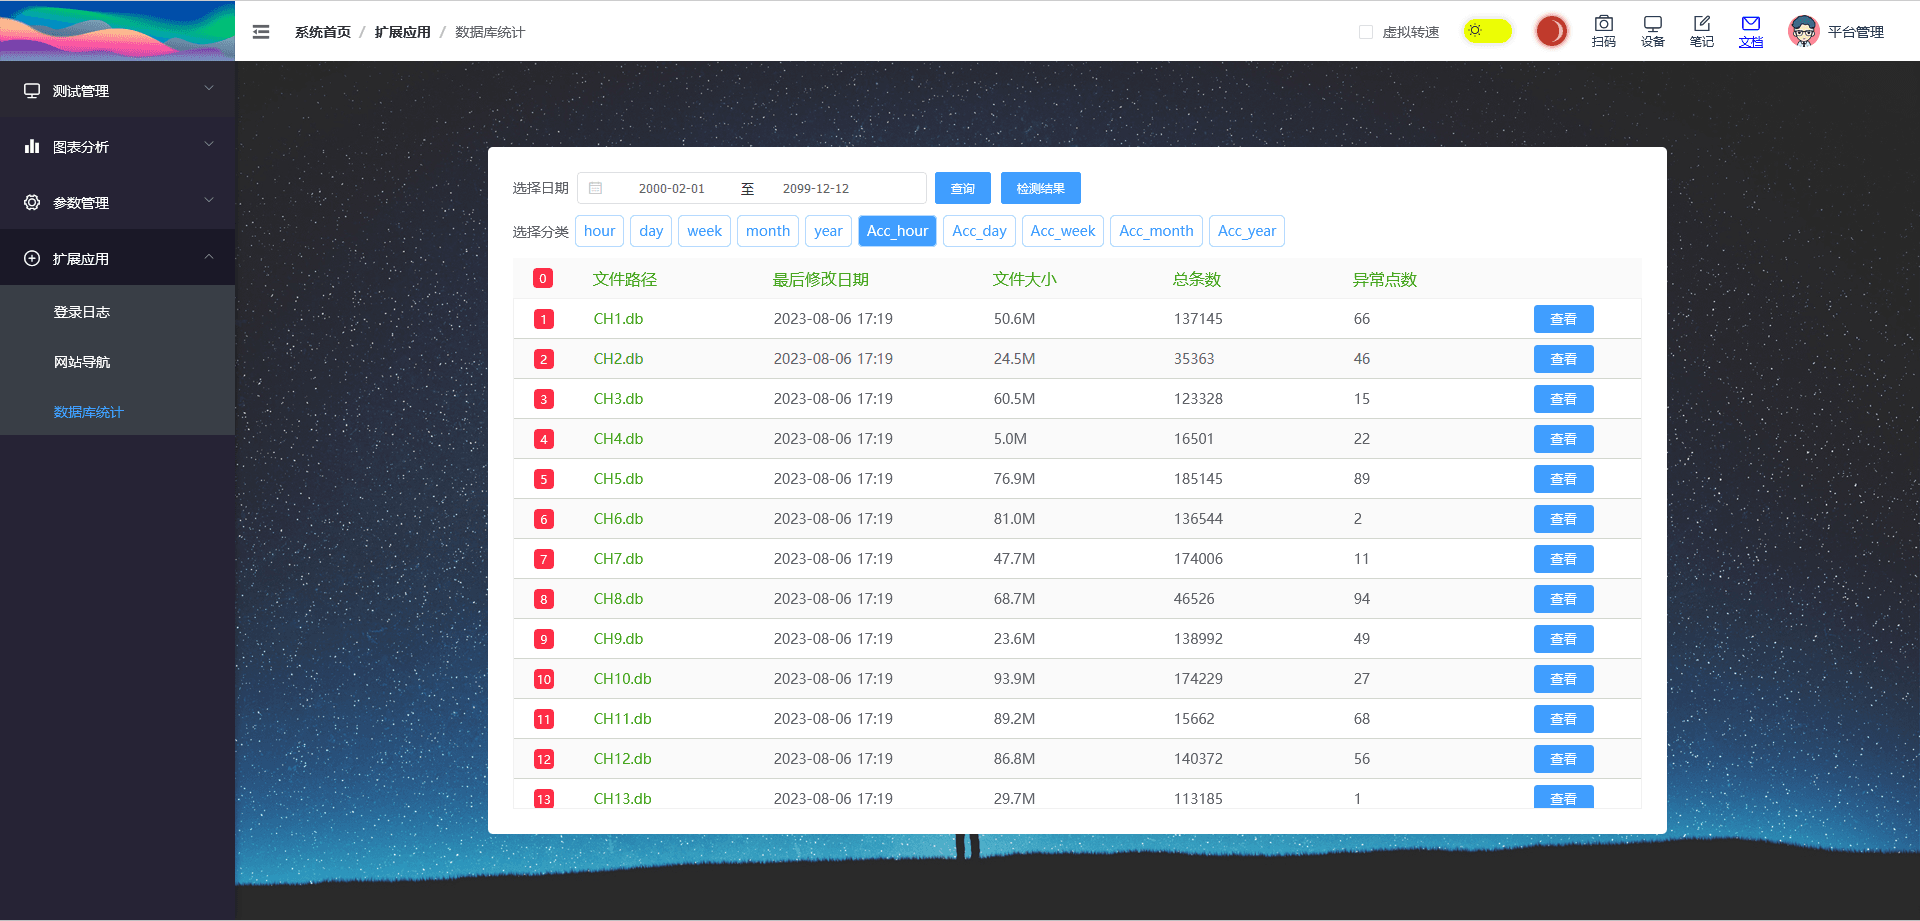 系统首页 / 扩展应用 / 数据库统计
虚拟转速
扫码
设备
笔记
文档
平台管理
测试管理
图表分析
参数管理
扩展应用
登录日志
网站导航
数据库统计
选择日期 2000-02-01 至 2099-12-12 查询 检测结果
选择分类 hour day week month year Acc_hour Acc_day Acc_week Acc_month Acc_year
0 文件路径 最后修改日期 文件大小 总条数 异常点数
1 CH1.db 2023-08-06 17:19 50.6M 137145 66 查看
2 CH2.db 2023-08-06 17:19 24.5M 35363 46 查看
3 CH3.db 2023-08-06 17:19 60.5M 123328 15 查看
4 CH4.db 2023-08-06 17:19 5.0M 16501 22 查看
5 CH5.db 2023-08-06 17:19 76.9M 185145 89 查看
6 CH6.db 2023-08-06 17:19 81.0M 136544 2 查看
7 CH7.db 2023-08-06 17:19 47.7M 174006 11 查看
8 CH8.db 2023-08-06 17:19 68.7M 46526 94 查看
9 CH9.db 2023-08-06 17:19 23.6M 138992 49 查看
10 CH10.db 2023-08-06 17:19 93.9M 174229 27 查看
11 CH11.db 2023-08-06 17:19 89.2M 15662 68 查看
12 CH12.db 2023-08-06 17:19 86.8M 140372 56 查看
13 CH13.db 2023-08-06 17:19 29.7M 113185 1 查看